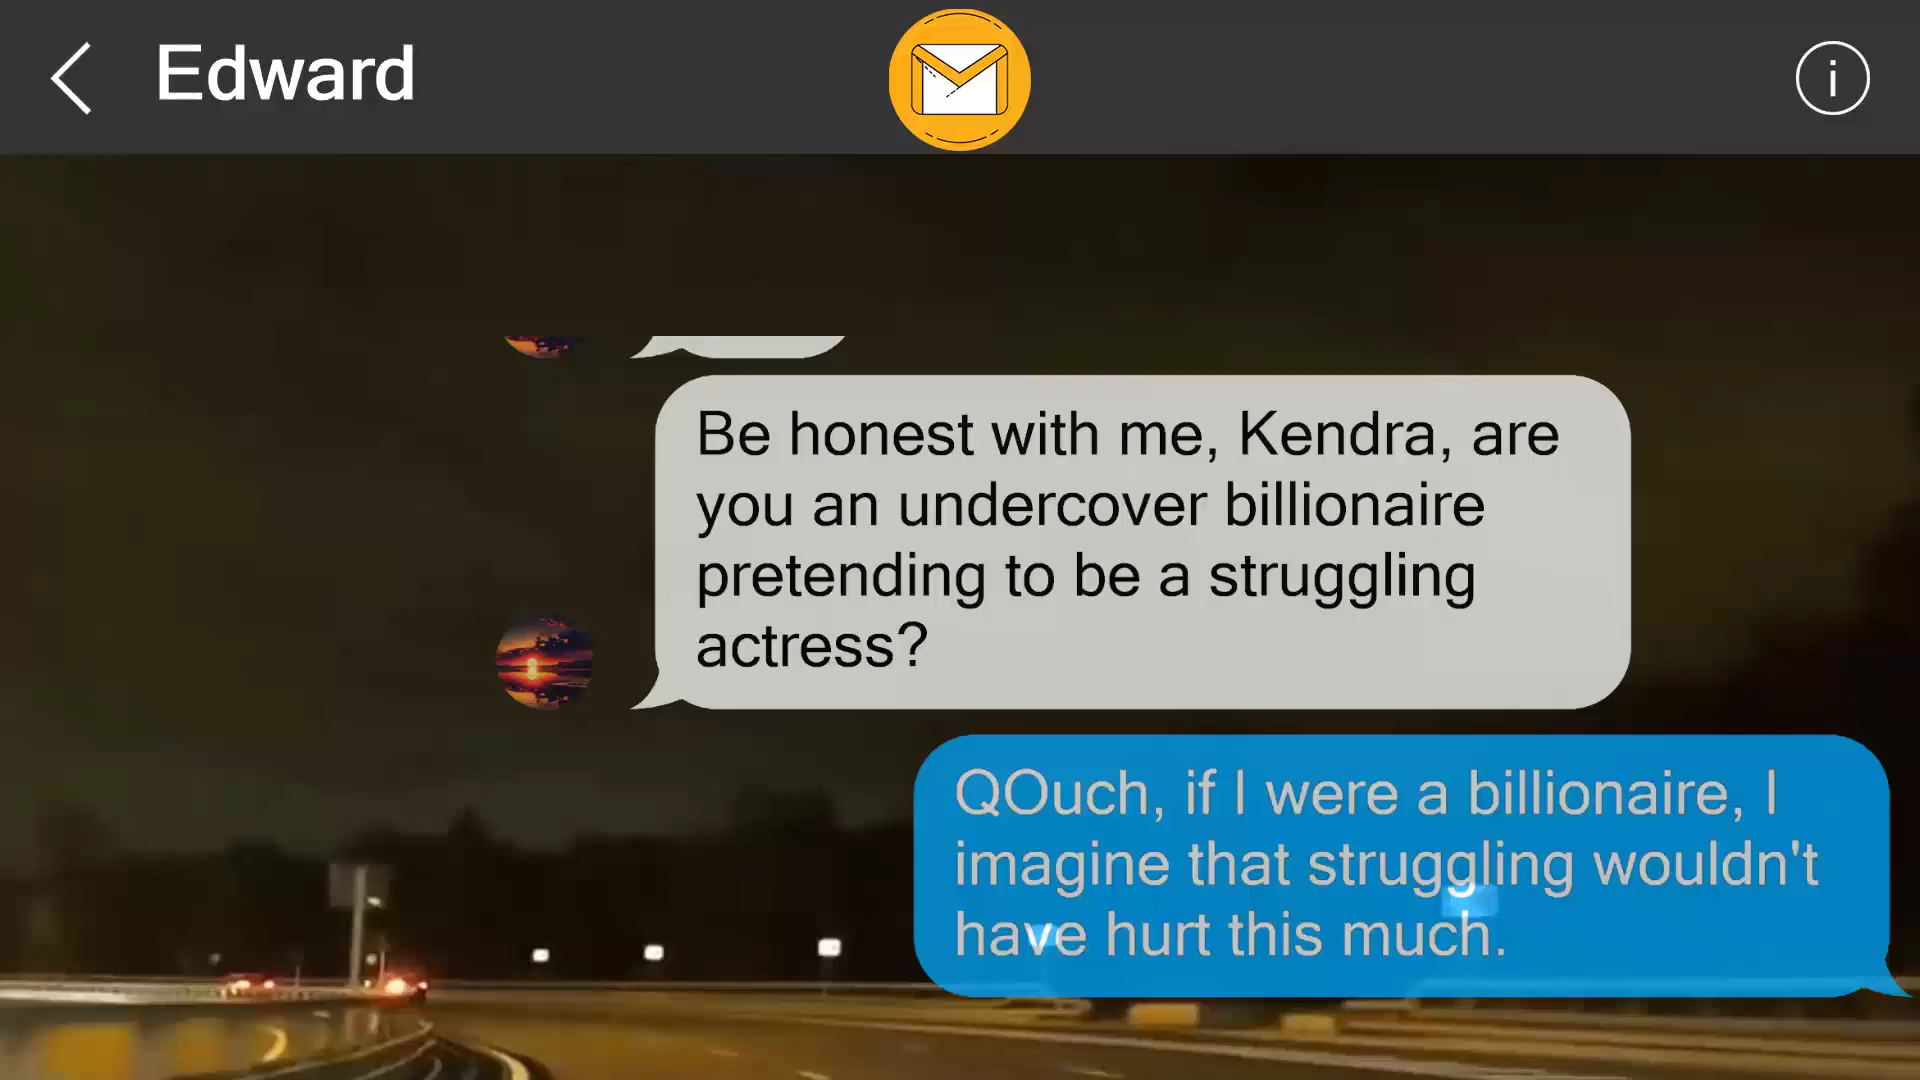 Edward
i
Be honest with me, Kendra, are
you an undercover billionaire
pretending to be a struggling
actress?
QOuch, if I were a billionaire, I
imagine that struggling wouldn't
have hurt this much.